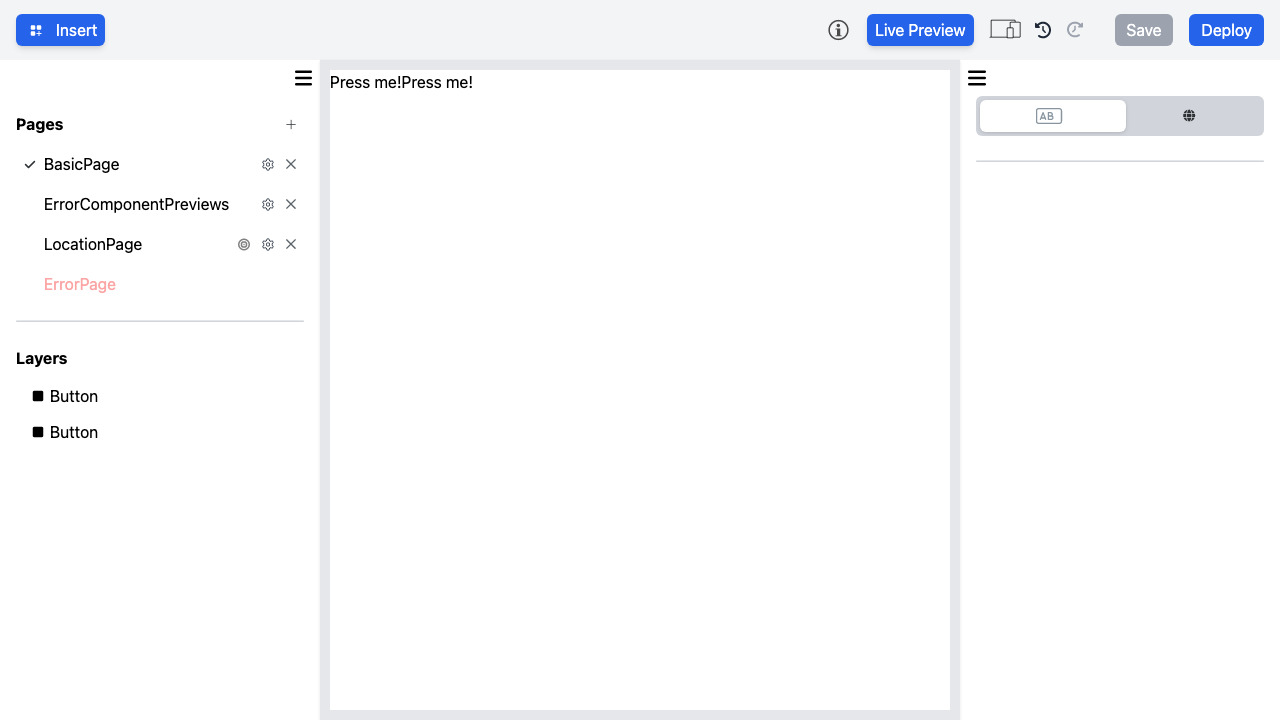 Insert
Live Preview
Save
Deploy
Pages
BasicPage
ErrorComponentPreviews
LocationPage
ErrorPage
Layers
Button
Button
Press me!Press me!
AB